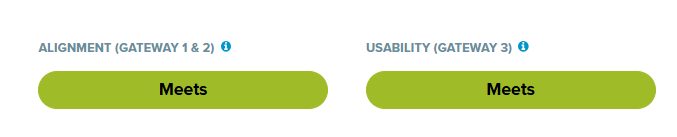 ALIGNMENT (GATEWAY 1 & 2) USABILITY (GATEWAY 3)
Meets Meets